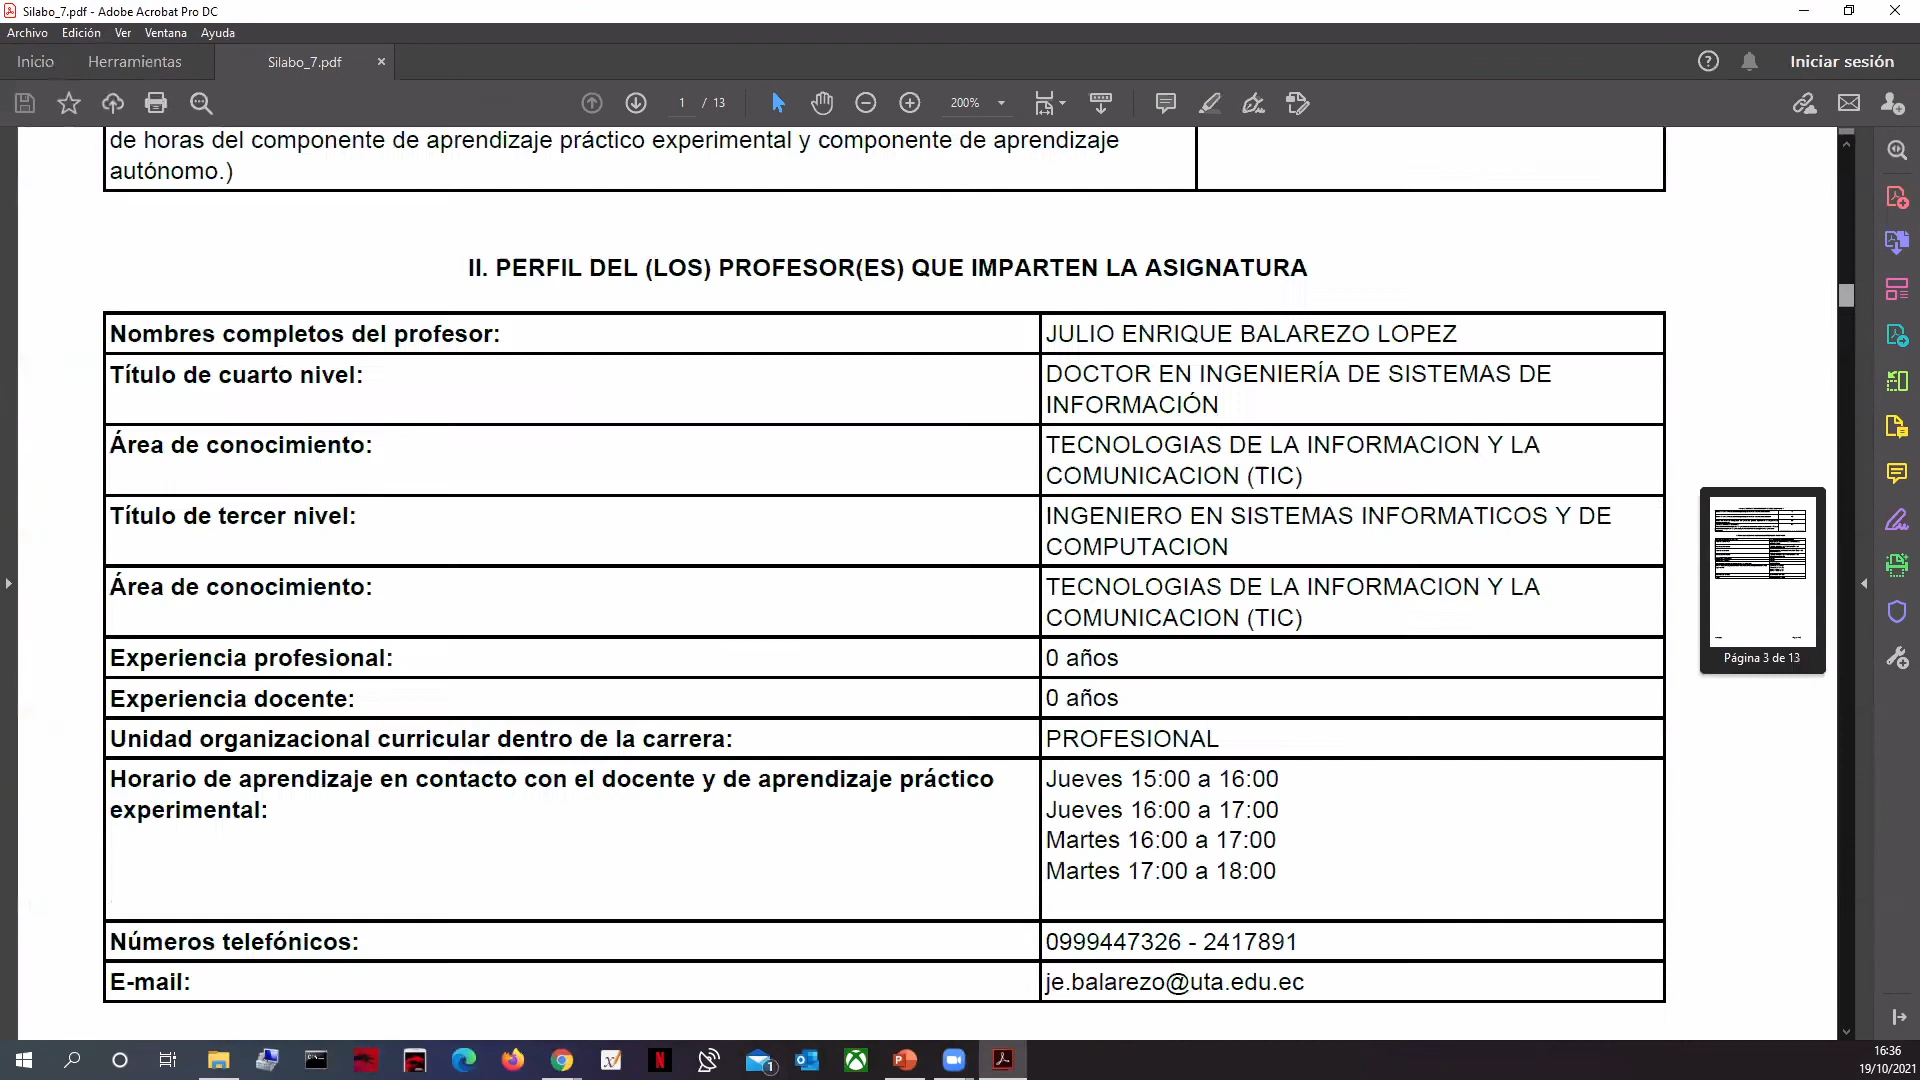 Silabo_7.pdf - Adobe Acrobat Pro DC
Archivo Edición Ver Ventana Ayuda
Inicio Herramientas Silabo_7.pdf × Iniciar sesión
1 / 13 200%
de horas del componente de aprendizaje práctico experimental y componente de aprendizaje
autónomo.)
II. PERFIL DEL (LOS) PROFESOR(ES) QUE IMPARTEN LA ASIGNATURA
Nombres completos del profesor: JULIO ENRIQUE BALAREZO LOPEZ
Título de cuarto nivel: DOCTOR EN INGENIERÍA DE SISTEMAS DE
INFORMACIÓN
Área de conocimiento: TECNOLOGIAS DE LA INFORMACION Y LA
COMUNICACION (TIC)
Título de tercer nivel: INGENIERO EN SISTEMAS INFORMATICOS Y DE
COMPUTACION
Área de conocimiento: TECNOLOGIAS DE LA INFORMACION Y LA
COMUNICACION (TIC)
Experiencia profesional: 0 años
Experiencia docente: 0 años
Unidad organizacional curricular dentro de la carrera: PROFESIONAL
Horario de aprendizaje en contacto con el docente y de aprendizaje práctico
experimental:
Jueves 15:00 a 16:00
Jueves 16:00 a 17:00
Martes 16:00 a 17:00
Martes 17:00 a 18:00
Números telefónicos: 0999447326 - 2417891
E-mail: je.balarezo@uta.edu.ec
Página 3 de 13
16:36
19/10/2021